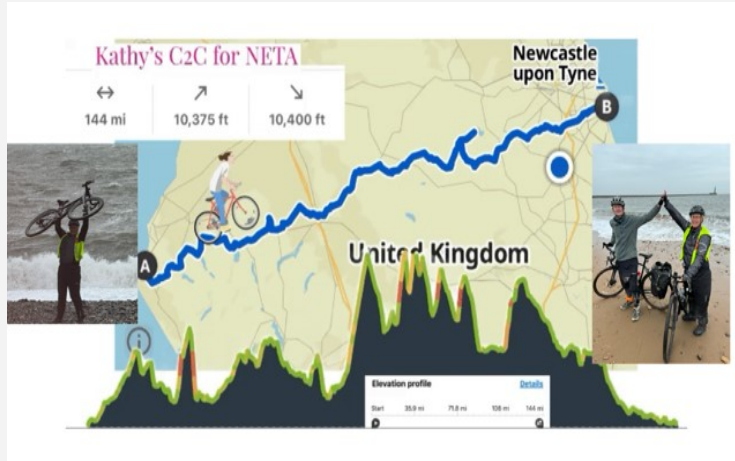 Kathy's C2C for NETA
144 mi
10,375 ft
10,400 ft
Newcastle
upon Tyne
B
A
United Kingdom
i
Elevation profile
Details
Start
35.9 mi
71.8 mi
108 mi
144 mi